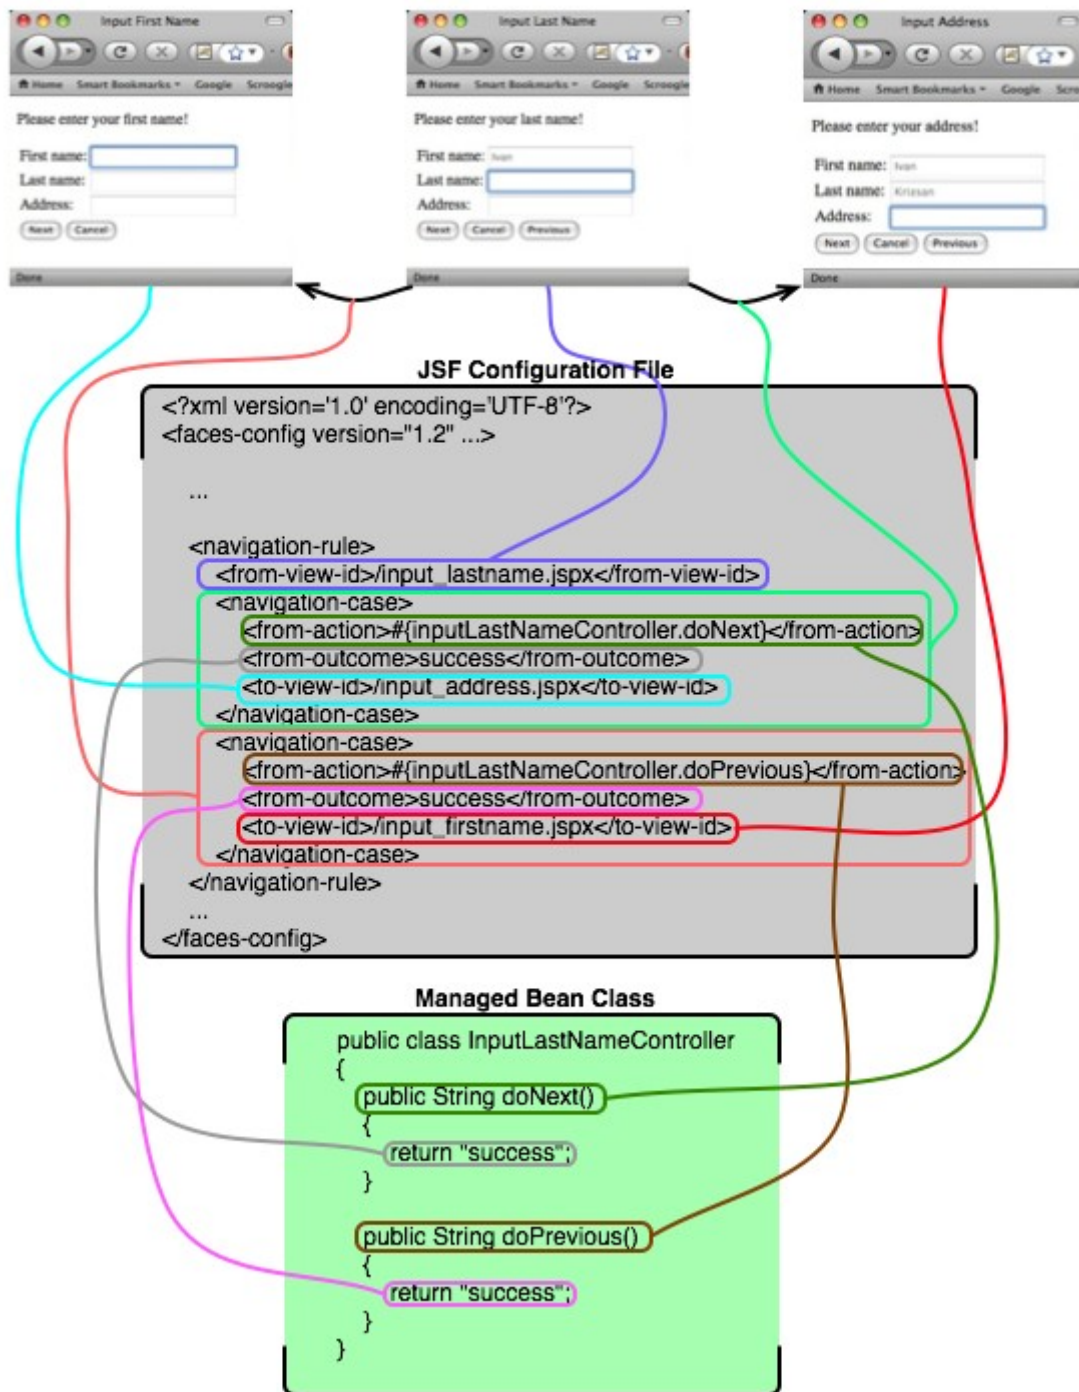 Input First Name
Home Smart Bookmarks Google Scroogle
Please enter your first name!
First name:
Last name:
Address:
Next Cancel
Done
Input Last Name
Home Smart Bookmarks Google Scroogle
Please enter your last name!
First name: Ivan
Last name:
Address:
Next Cancel Previous
Done
Input Address
Home Smart Bookmarks Google
Please enter your address!
First name: Ivan
Last name: Krizsan
Address:
Next Cancel Previous
Done
JSF Configuration File
<?xml version='1.0' encoding='UTF-8'?>
<faces-config version="1.2" ...>
...
<navigation-rule>
<from-view-id>/input_lastname.jspx</from-view-id>
<navigation-case>
<from-action>#{inputLastNameController.doNext}</from-action>
<from-outcome>success</from-outcome>
<to-view-id>/input_address.jspx</to-view-id>
</navigation-case>
<navigation-case>
<from-action>#{inputLastNameController.doPrevious}</from-action>
<from-outcome>success</from-outcome>
<to-view-id>/input_firstname.jspx</to-view-id>
</navigation-case>
</navigation-rule>
...
</faces-config>
Managed Bean Class
public class InputLastNameController
{
public String doNext()
{
return "success";
}
public String doPrevious()
{
return "success";
}
}